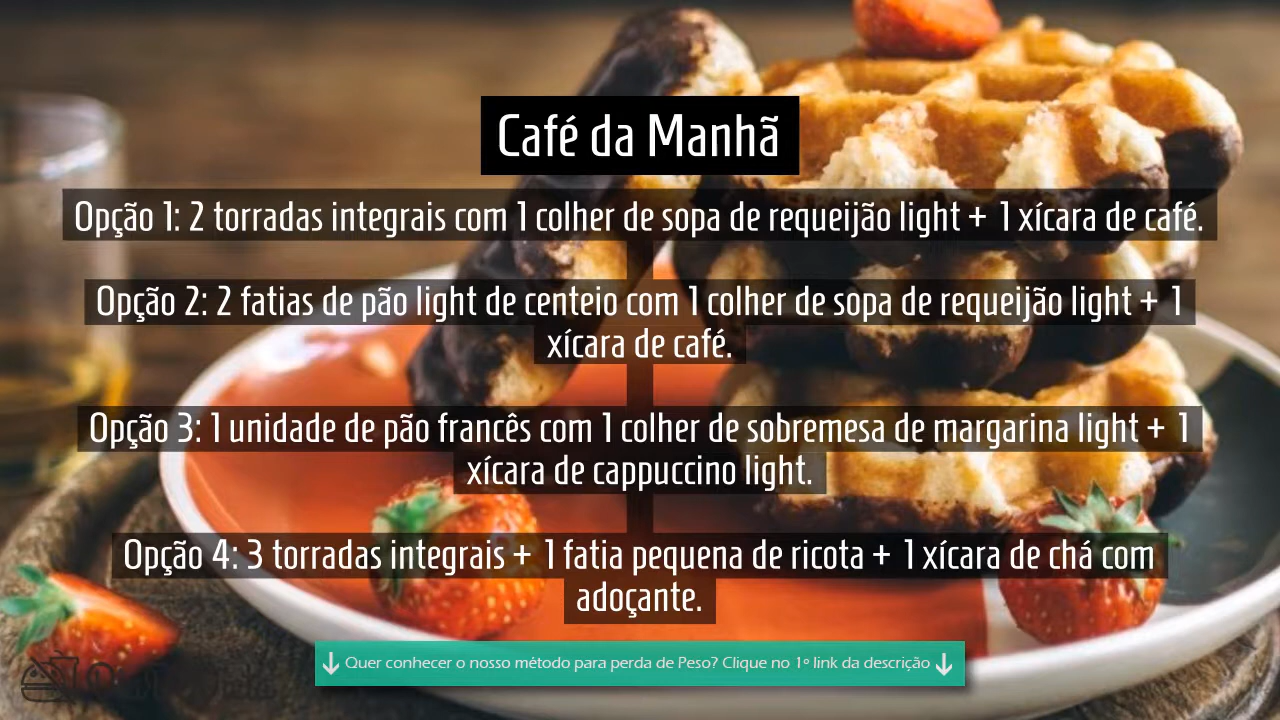 Café da Manhã
Opção 1: 2 torradas integrais com 1 colher de sopa de requeijão light + 1 xícara de café.
Opção 2: 2 fatias de pão light de centeio com 1 colher de sopa de requeijão light + 1
xícara de café.
Opção 3: 1 unidade de pão francês com 1 colher de sobremesa de margarina light + 1
xícara de cappuccino light.
Opção 4: 3 torradas integrais + 1 fatia pequena de ricota + 1 xícara de chá com
adoçante.
↓ Quer conhecer o nosso método para perda de Peso? Clique no 1º link da descrição ↓